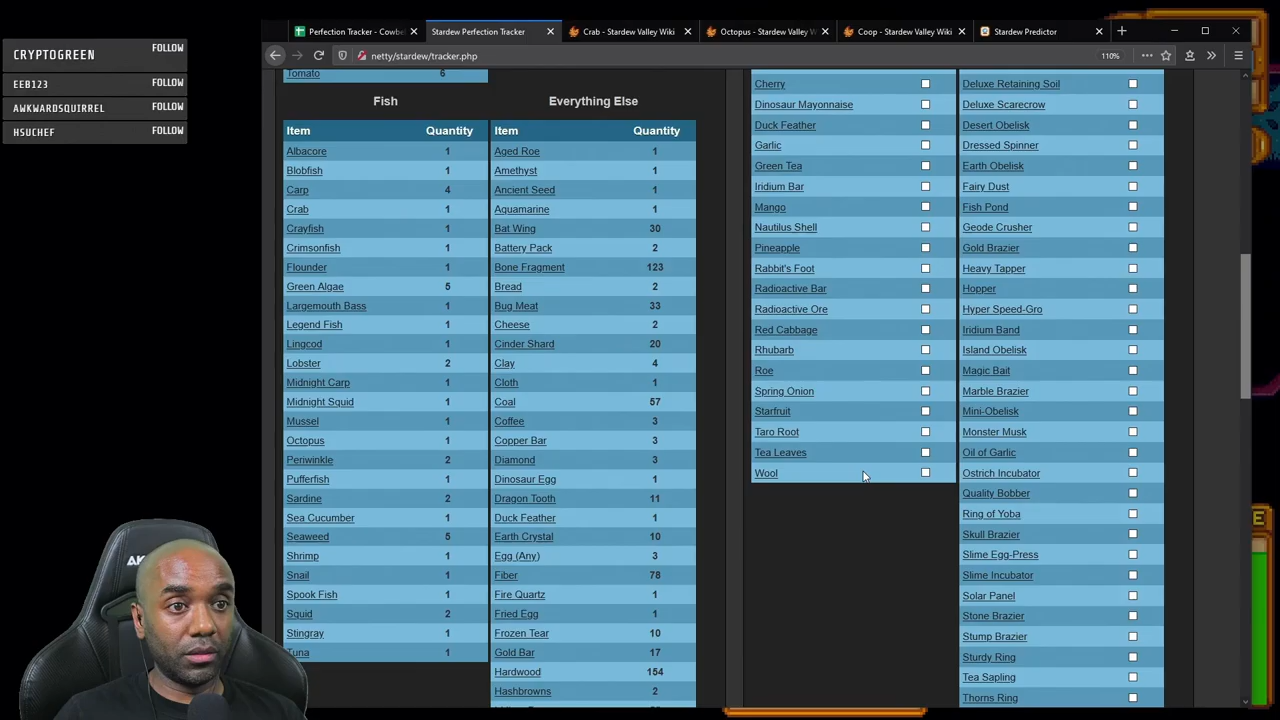 CRYPTOGREEN FOLLOW
EEB123 FOLLOW
AWKWARDSQUIRREL FOLLOW
HSUCHEF FOLLOW
Perfection Tracker - Cowbel
Stardew Perfection Tracker
Crab - Stardew Valley Wiki
Octopus - Stardew Valley W
Coop - Stardew Valley Wiki
Stardew Predictor
netty/stardew/tracker.php
110%
Tomato 6
Fish
Item Quantity
Albacore 1
Blobfish 1
Carp 4
Crab 1
Crayfish 1
Crimsonfish 1
Flounder 1
Green Algae 5
Largemouth Bass 1
Legend Fish 1
Lingcod 1
Lobster 2
Midnight Carp 1
Midnight Squid 1
Mussel 1
Octopus 1
Periwinkle 2
Pufferfish 1
Sardine 2
Sea Cucumber 1
Seaweed 5
Shrimp 1
Snail 1
Spook Fish 1
Squid 2
Stingray 1
Tuna 1
Everything Else
Item Quantity
Aged Roe 1
Amethyst 1
Ancient Seed 1
Aquamarine 1
Bat Wing 30
Battery Pack 2
Bone Fragment 123
Bread 2
Bug Meat 33
Cheese 2
Cinder Shard 20
Clay 4
Cloth 1
Coal 57
Coffee 3
Copper Bar 3
Diamond 3
Dinosaur Egg 1
Dragon Tooth 11
Duck Feather 1
Earth Crystal 10
Egg (Any) 3
Fiber 78
Fire Quartz 1
Fried Egg 1
Frozen Tear 10
Gold Bar 17
Hardwood 154
Hashbrowns 2
Cherry
Dinosaur Mayonnaise
Duck Feather
Garlic
Green Tea
Iridium Bar
Mango
Nautilus Shell
Pineapple
Rabbit's Foot
Radioactive Bar
Radioactive Ore
Red Cabbage
Rhubarb
Roe
Spring Onion
Starfruit
Taro Root
Tea Leaves
Wool
Deluxe Retaining Soil
Deluxe Scarecrow
Desert Obelisk
Dressed Spinner
Earth Obelisk
Fairy Dust
Fish Pond
Geode Crusher
Gold Brazier
Heavy Tapper
Hopper
Hyper Speed-Gro
Iridium Band
Island Obelisk
Magic Bait
Marble Brazier
Mini-Obelisk
Monster Musk
Oil of Garlic
Ostrich Incubator
Quality Bobber
Ring of Yoba
Skull Brazier
Slime Egg-Press
Slime Incubator
Solar Panel
Stone Brazier
Stump Brazier
Sturdy Ring
Tea Sapling
Thorns Ring